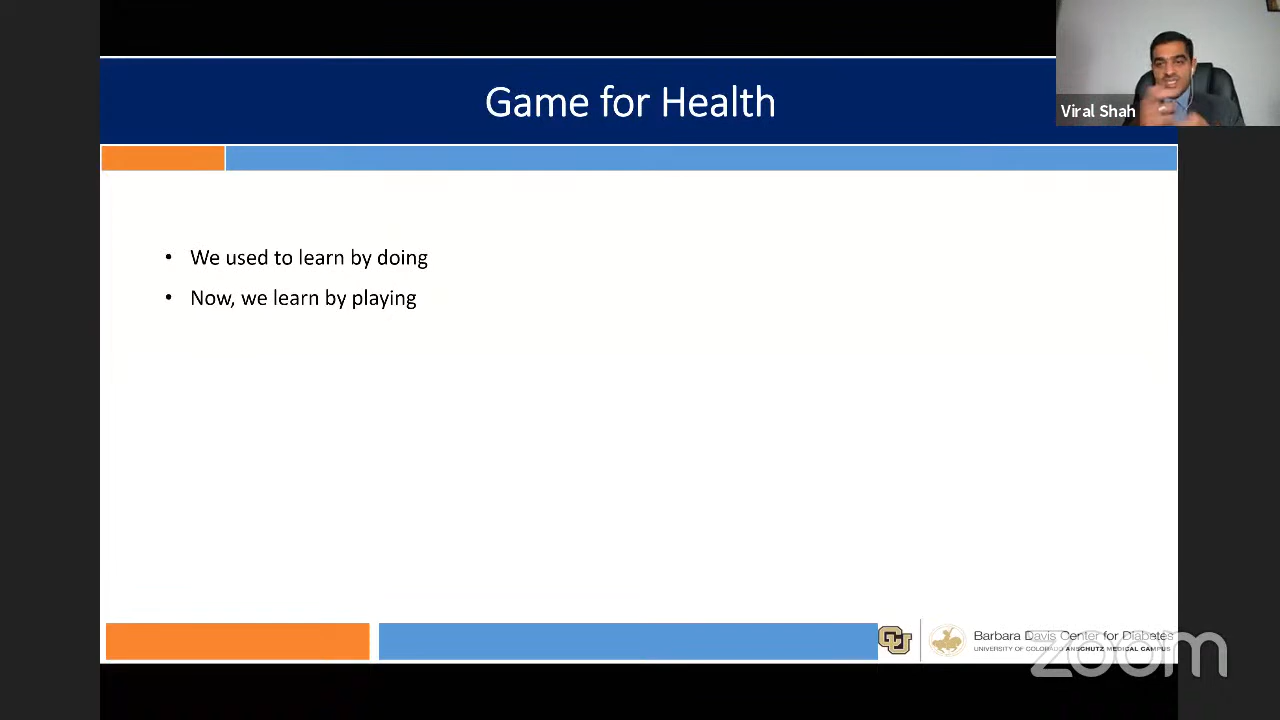 Game for Health
Viral Shah
• We used to learn by doing
• Now, we learn by playing
CU
Barbara Davis Center for Diabetes
UNIVERSITY OF COLORADO ANSCHUTZ MEDICAL CAMPUS
zoom